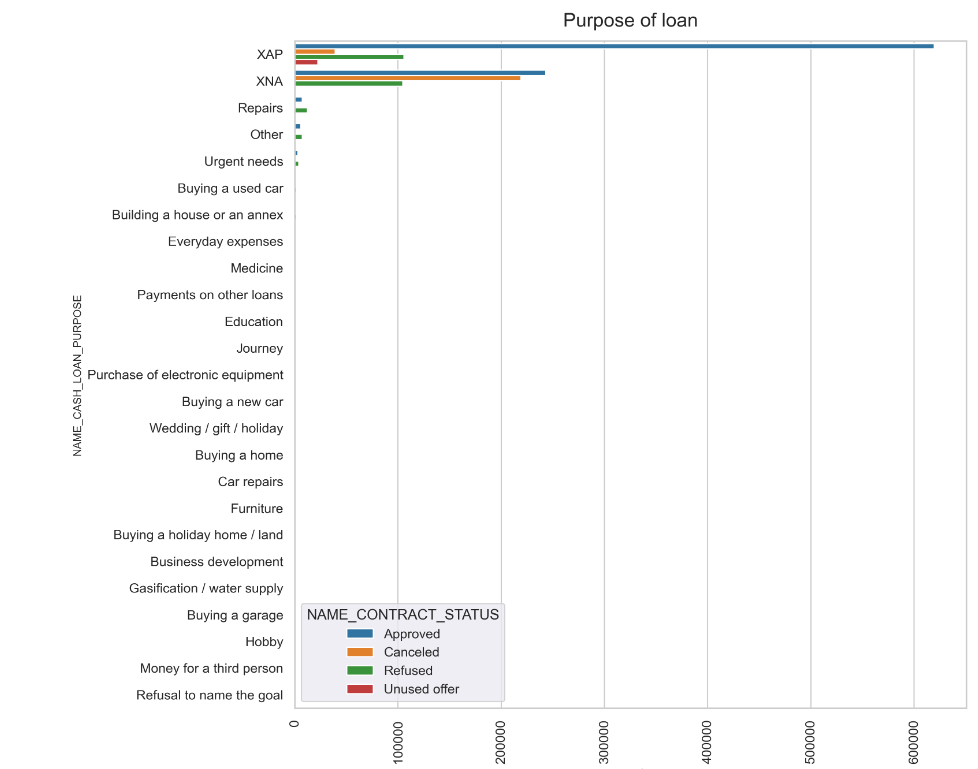 Purpose of loan
XAP
XNA
Repairs
Other
Urgent needs
Buying a used car
Building a house or an annex
Everyday expenses
Medicine
Payments on other loans
Education
Journey
Purchase of electronic equipment
Buying a new car
Wedding / gift / holiday
Buying a home
Car repairs
Furniture
Buying a holiday home / land
Business development
Gasification / water supply
Buying a garage
Hobby
Money for a third person
Refusal to name the goal
NAME_CASH_LOAN_PURPOSE
NAME_CONTRACT_STATUS
Approved
Canceled
Refused
Unused offer
0
100000
200000
300000
400000
500000
600000